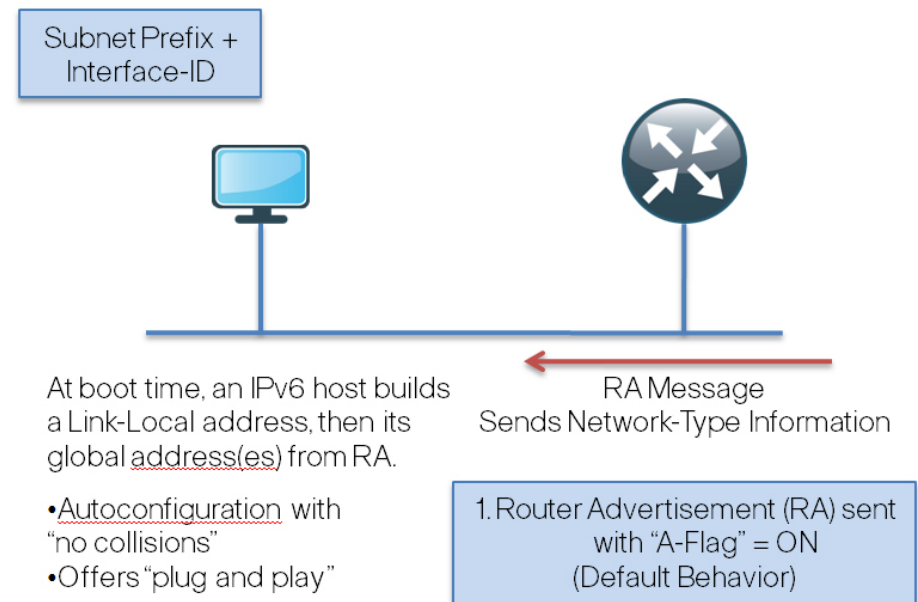 Subnet Prefix +
Interface-ID
At boot time, an IPv6 host builds
a Link-Local address, then its
global address(es) from RA.
•Autoconfiguration with
“no collisions”
•Offers “plug and play”
RA Message
Sends Network-Type Information
1. Router Advertisement (RA) sent
with “A-Flag” = ON
(Default Behavior)